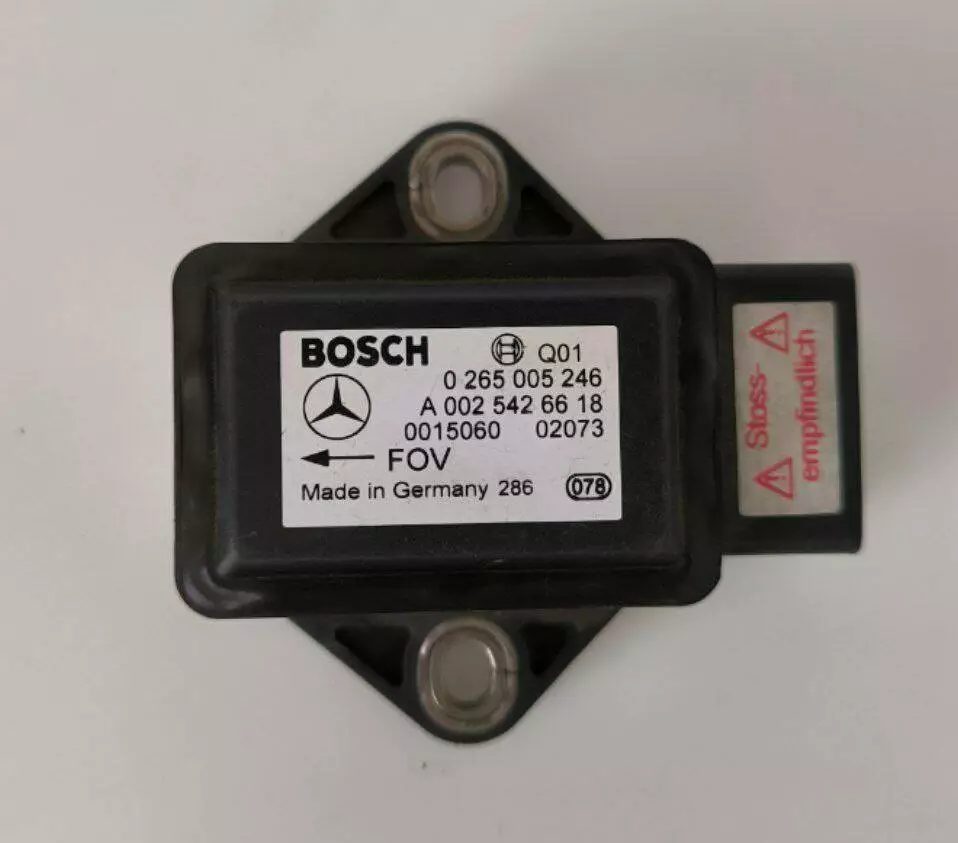 BOSCH Q01
0 265 005 246
A 002 542 66 18
0015060 02073
FOV
Made in Germany 286 078
Stoss-
empfindlich